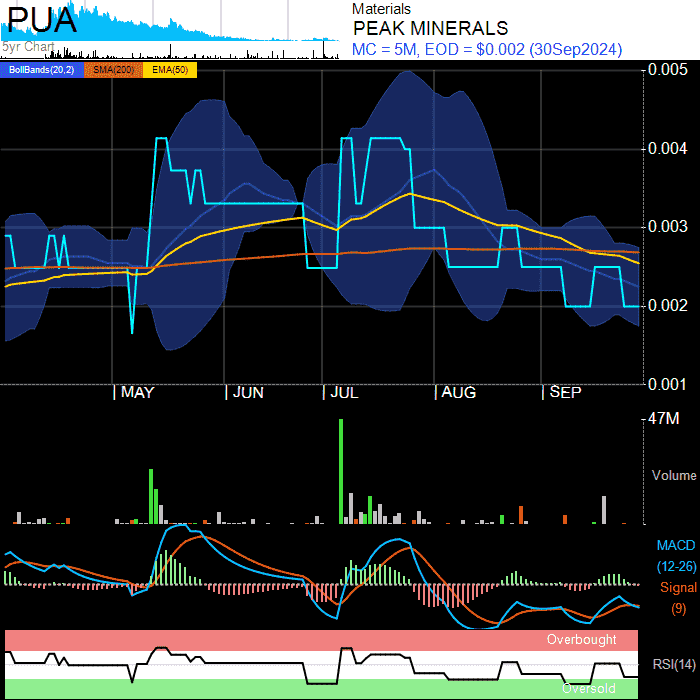 PUA
5yr Chart
Materials
PEAK MINERALS
MC = 5M, EOD = $0.002 (30Sep2024)
BollBands(20,2) SMA(200) EMA(50)
0.005
0.004
0.003
0.002
0.001
MAY JUN JUL AUG SEP
47M
Volume
MACD
(12-26)
Signal
(9)
Overbought
RSI(14)
Oversold